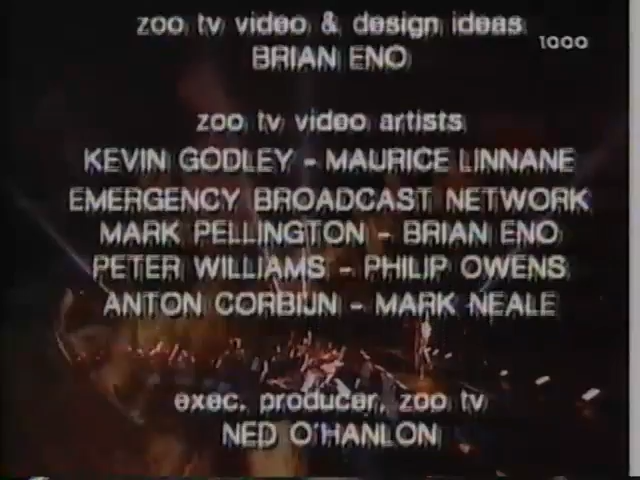 zoo tv video & design ideas
1000
BRIAN ENO
zoo tv video artists
KEVIN GODLEY - MAURICE LINNANE
EMERGENCY BROADCAST NETWORK
MARK PELLINGTON - BRIAN ENO
PETER WILLIAMS - PHILIP OWENS
ANTON CORBIJN - MARK NEALE
exec. producer, zoo tv
NED O'HANLON